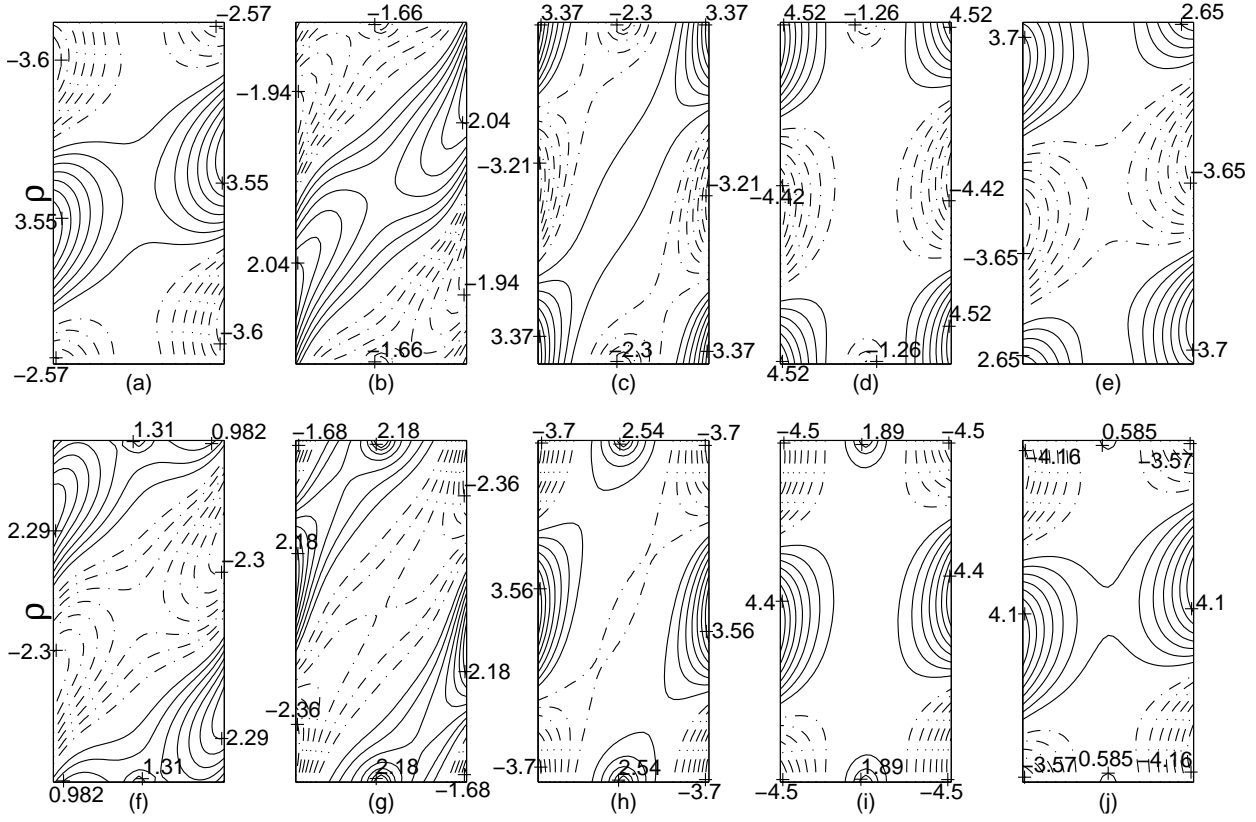 -2.57 -1.66 3.37 -2.3 3.37 4.52 -1.26 4.52 2.65
-3.6 3.7
-1.94 2.04
-3.21 -3.21 -4.42 -4.42 -3.65
ρ 3.55 3.55
2.04 -1.94 -3.65
-3.6 3.37 3.37 4.52 3.7
-2.57 -1.66 -2.3 4.52 -1.26 2.65
(a) (b) (c) (d) (e)
1.31 0.982 -1.68 2.18 -3.7 2.54 -3.7 -4.5 1.89 -4.5 0.585
-2.36 -4.16 -3.57
2.29 2.18
-2.3 3.56 4.4 4.4 4.1 4.1
ρ -2.3 3.56
2.18
-2.36 2.29
1.31 2.18 -3.7 2.54 1.89 -3.57 0.585 -4.16
0.982 -1.68 -3.7 -4.5 -4.5
(f) (g) (h) (i) (j)